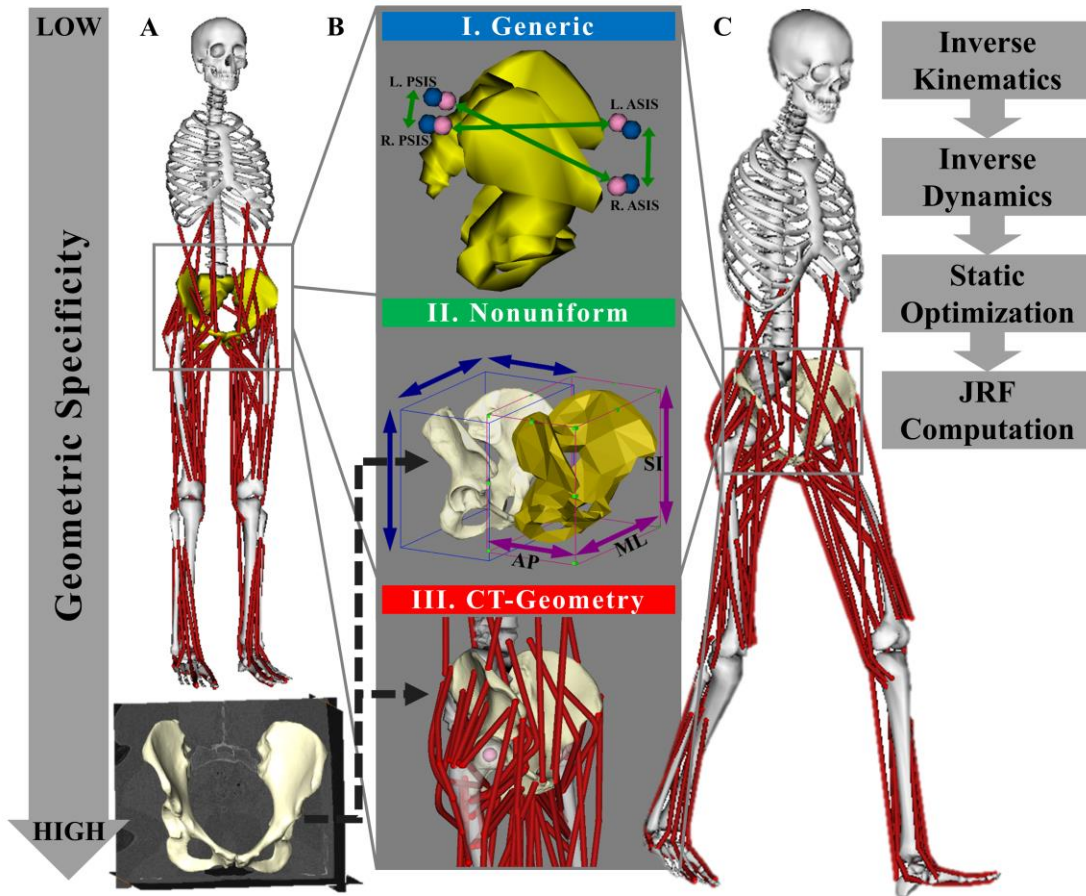 LOW
Geometric Specificity
HIGH
A
B
I. Generic
L. PSIS
R. PSIS
L. ASIS
R. ASIS
II. Nonuniform
SI
ML
AP
III. CT-Geometry
C
Inverse
Kinematics
Inverse
Dynamics
Static
Optimization
JRF
Computation